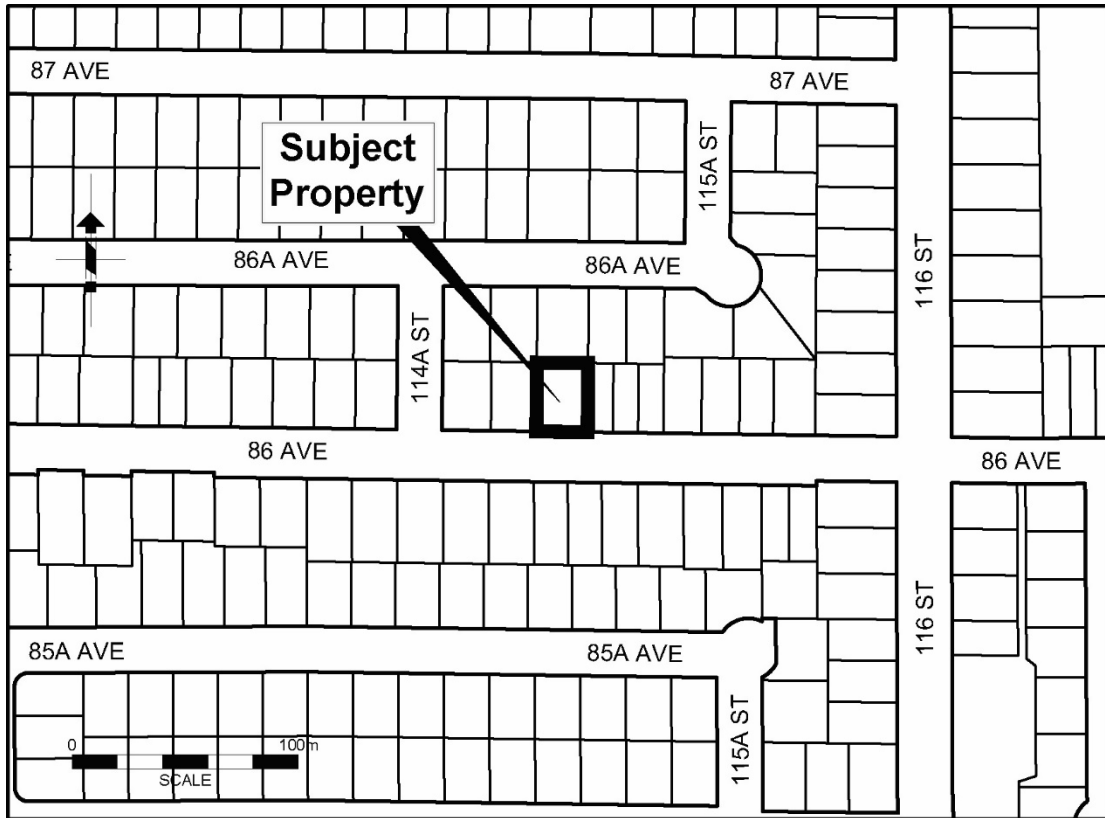 87 AVE
87 AVE
Subject
Property
115A ST
86A AVE
86A AVE
116 ST
114A ST
86 AVE
86 AVE
85A AVE
85A AVE
116 ST
115A ST
0 100m
SCALE